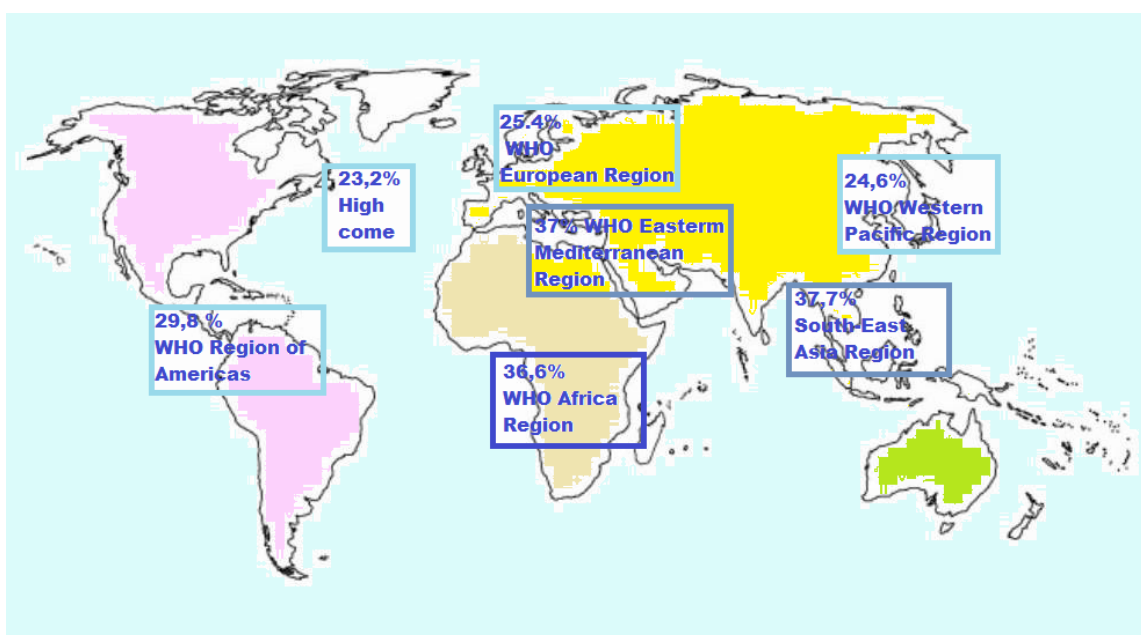 25.4%
WHO
European Region
23,2%
High
come
24,6%
WHO Western
Pacific Region
37% WHO Easterm
Mediterranean
Region
37,7%
South-East
Asia Region
29,8 %
WHO Region of
Americas
36,6%
WHO Africa
Region